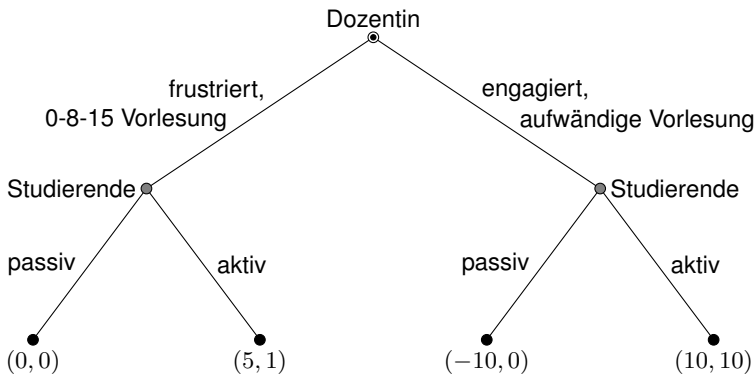 Dozentin
frustriert,
0-8-15 Vorlesung
engagiert,
aufwändige Vorlesung
Studierende
Studierende
passiv
aktiv
passiv
aktiv
(0, 0)
(5, 1)
(−10, 0)
(10, 10)